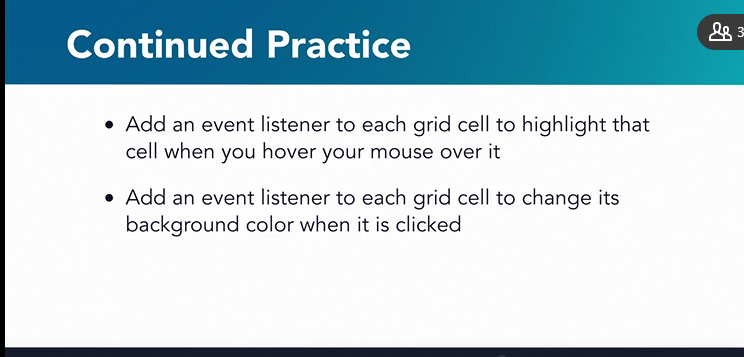 Continued Practice
3
• Add an event listener to each grid cell to highlight that
cell when you hover your mouse over it
• Add an event listener to each grid cell to change its
background color when it is clicked